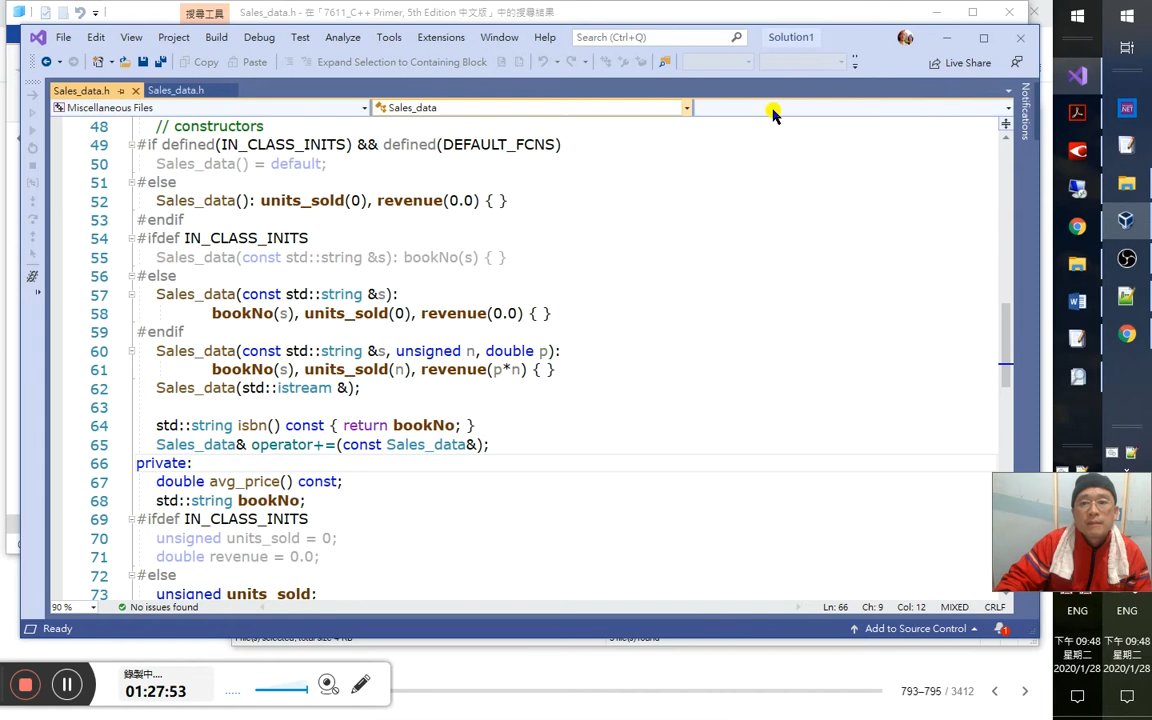 Sales_data.h - 在「7611_C++ Primer, 5th Edition 中文版」中的搜尋結果
搜尋工具
File Edit View Git Project Build Debug Test Analyze Tools Extensions Window Help
Search (Ctrl+Q)
Solution1
Copy Paste Expand Selection to Containing Block Live Share
Sales_data.h Sales_data.h
Miscellaneous Files Sales_data
Notifications
48 // constructors
49 #if defined(IN_CLASS_INITS) && defined(DEFAULT_FCNS)
50 Sales_data() = default;
51 #else
52 Sales_data(): units_sold(0), revenue(0.0) { }
53 #endif
54 #ifdef IN_CLASS_INITS
55 Sales_data(const std::string &s): bookNo(s) { }
56 #else
57 Sales_data(const std::string &s):
58 bookNo(s), units_sold(0), revenue(0.0) { }
59 #endif
60 Sales_data(const std::string &s, unsigned n, double p):
61 bookNo(s), units_sold(n), revenue(p*n) { }
62 Sales_data(std::istream &);
63
64 std::string isbn() const { return bookNo; }
65 Sales_data& operator+=(const Sales_data&);
66 private:
67 double avg_price() const;
68 std::string bookNo;
69 #ifdef IN_CLASS_INITS
70 unsigned units_sold = 0;
71 double revenue = 0.0;
72 #else
73 unsigned units_sold;
90 % No issues found Ln: 66 Ch: 9 Col: 12 MIXED CRLF
Ready Add to Source Control 1
錄製中....
01:27:53
793–795 / 3412
ENG ENG
下午 09:48 下午 09:48
星期二 星期二
2020/1/28 2020/1/28